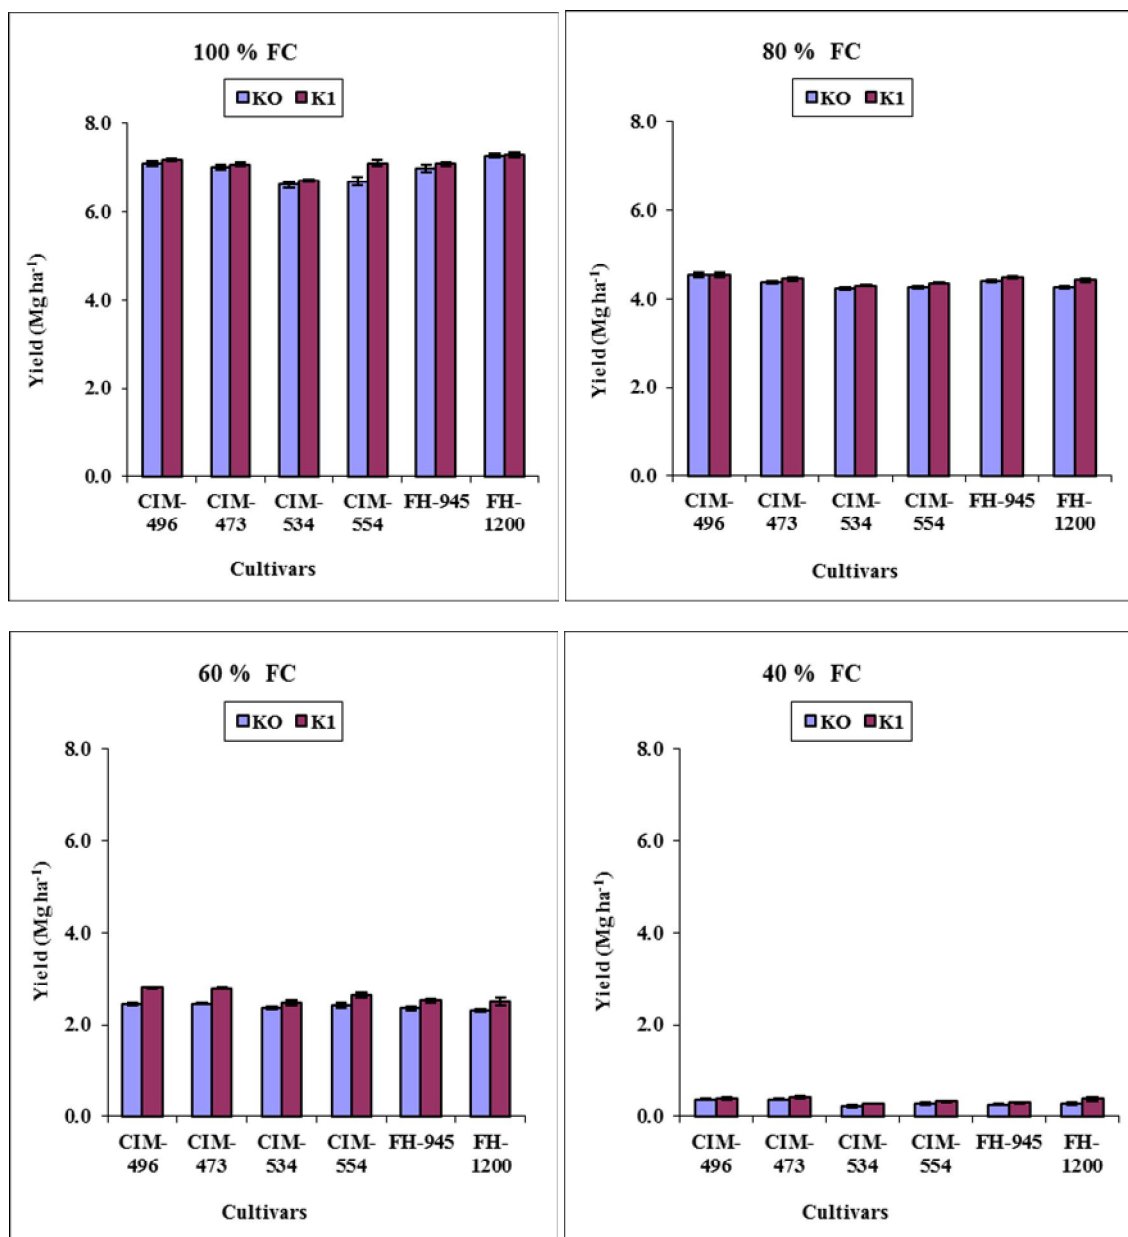 100 % FC
KO K1
8.0
6.0
4.0
2.0
0.0
Yield (Mg ha-1)
CIM-496 CIM-473 CIM-534 CIM-554 FH-945 FH-1200
Cultivars
80 % FC
KO K1
8.0
6.0
4.0
2.0
0.0
Yield (Mg ha-1)
CIM-496 CIM-473 CIM-534 CIM-554 FH-945 FH-1200
Cultivars
60 % FC
KO K1
8.0
6.0
4.0
2.0
0.0
Yield (Mg ha-1)
CIM-496 CIM-473 CIM-534 CIM-554 FH-945 FH-1200
Cultivars
40 % FC
KO K1
8.0
6.0
4.0
2.0
0.0
Yield (Mg ha-1)
CIM-496 CIM-473 CIM-534 CIM-554 FH-945 FH-1200
Cultivars